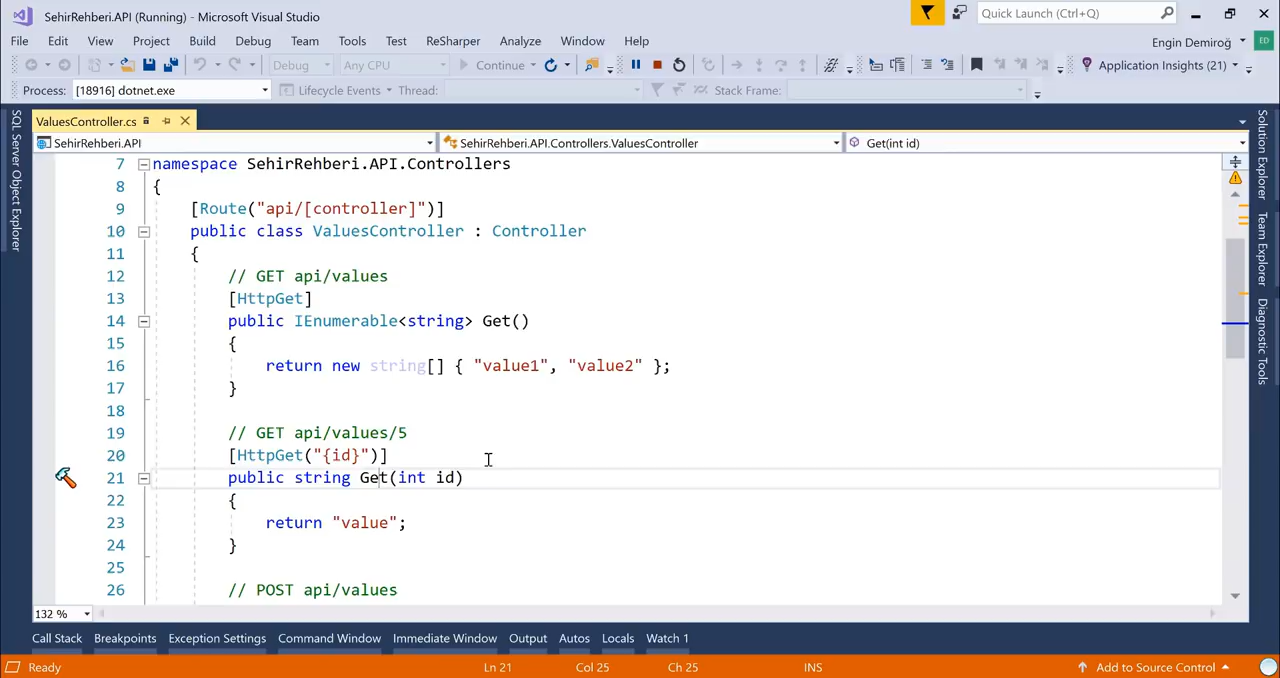 SehirRehberi.API (Running) - Microsoft Visual Studio
Quick Launch (Ctrl+Q)
File Edit View Project Build Debug Team Tools Test ReSharper Analyze Window Help
Engin Demiroğ ED
Debug Any CPU Continue Application Insights (21)
Process: [18916] dotnet.exe Lifecycle Events Thread: Stack Frame:
ValuesController.cs
SehirRehberi.API SehirRehberi.API.Controllers.ValuesController Get(int id)
SQL Server Object Explorer
7 namespace SehirRehberi.API.Controllers
8 {
9 [Route("api/[controller]")]
10 public class ValuesController : Controller
11 {
12 // GET api/values
13 [HttpGet]
14 public IEnumerable<string> Get()
15 {
16 return new string[] { "value1", "value2" };
17 }
18
19 // GET api/values/5
20 [HttpGet("{id}")]
21 public string Get(int id)
22 {
23 return "value";
24 }
25
26 // POST api/values
Solution Explorer
Team Explorer
Diagnostic Tools
132 %
Call Stack Breakpoints Exception Settings Command Window Immediate Window Output Autos Locals Watch 1
Ready Ln 21 Col 25 Ch 25 INS Add to Source Control